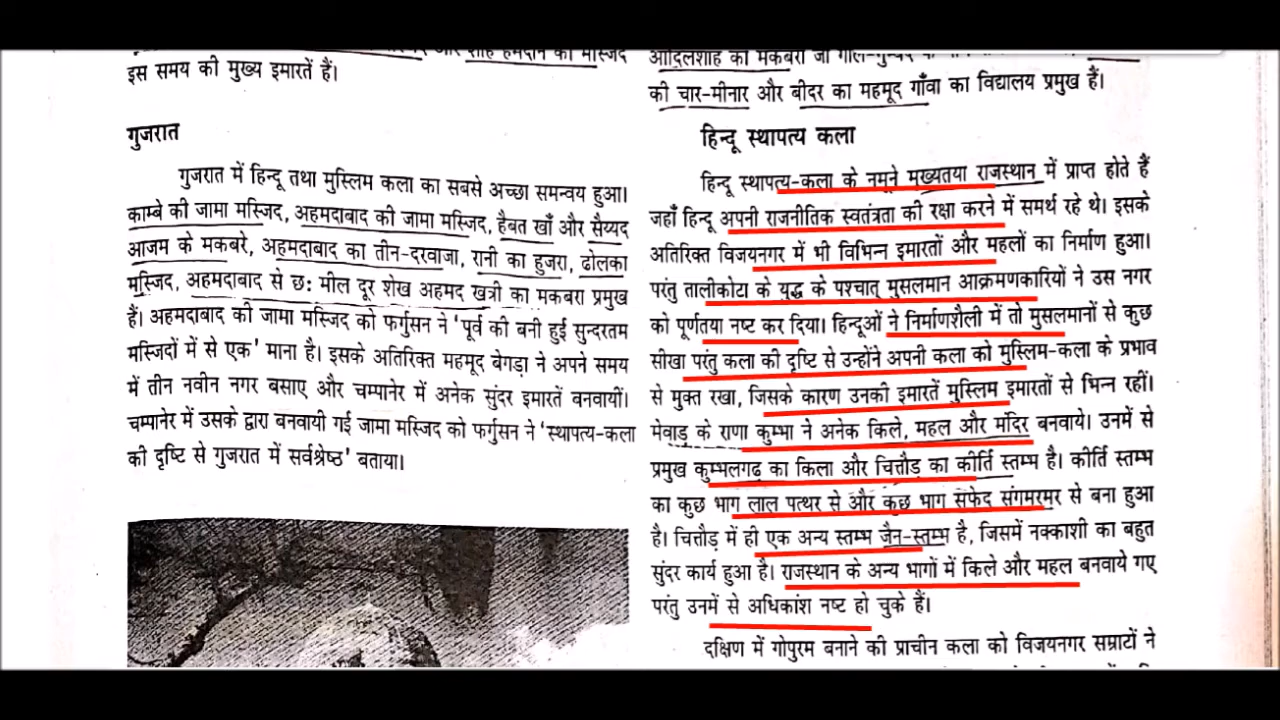 और शाह हमदान की मस्जिद
इस समय की मुख्य इमारतें हैं।
गुजरात
गुजरात में हिन्दू तथा मुस्लिम कला का सबसे अच्छा समन्वय हुआ।
काम्बे की जामा मस्जिद, अहमदाबाद की जामा मस्जिद, हैबत खाँ और सैय्यद
आजम के मकबरे, अहमदाबाद का तीन-दरवाजा, रानी का हुजरा, ढोलका
मस्जिद, अहमदाबाद से छः मील दूर शेख अहमद खत्री का मकबरा प्रमुख
हैं। अहमदाबाद की जामा मस्जिद को फर्गुसन ने ‘पूर्व की बनी हुई सुन्दरतम
मस्जिदों में से एक’ माना है। इसके अतिरिक्त महमूद बेगड़ा ने अपने समय
में तीन नवीन नगर बसाए और चम्पानेर में अनेक सुंदर इमारतें बनवायीं।
चम्पानेर में उसके द्वारा बनवायी गई जामा मस्जिद को फर्गुसन ने ‘स्थापत्य-कला
की दृष्टि से गुजरात में सर्वश्रेष्ठ’ बताया।
आदिलशाह का मकबरा जो गोल-गुम्बद
की चार-मीनार और बीदर का महमूद गाँवा का विद्यालय प्रमुख हैं।
हिन्दू स्थापत्य कला
हिन्दू स्थापत्य-कला के नमूने मुख्यतया राजस्थान में प्राप्त होते हैं
जहाँ हिन्दू अपनी राजनीतिक स्वतंत्रता की रक्षा करने में समर्थ रहे थे। इसके
अतिरिक्त विजयनगर में भी विभिन्न इमारतों और महलों का निर्माण हुआ।
परंतु तालीकोटा के युद्ध के पश्चात् मुसलमान आक्रमणकारियों ने उस नगर
को पूर्णतया नष्ट कर दिया। हिन्दूओं ने निर्माणशैली में तो मुसलमानों से कुछ
सीखा परंतु कला की दृष्टि से उन्होंने अपनी कला को मुस्लिम-कला के प्रभाव
से मुक्त रखा, जिसके कारण उनकी इमारतें मुस्लिम इमारतों से भिन्न रहीं।
मेवाड़ के राणा कुम्भा ने अनेक किले, महल और मंदिर बनवाये। उनमें से
प्रमुख कुम्भलगढ़ का किला और चित्तौड़ का कीर्ति स्तम्भ है। कीर्ति स्तम्भ
का कुछ भाग लाल पत्थर से और कुछ भाग सफेद संगमरमर से बना हुआ
है। चित्तौड़ में ही एक अन्य स्तम्भ जैन-स्तम्भ है, जिसमें नक्काशी का बहुत
सुंदर कार्य हुआ है। राजस्थान के अन्य भागों में किले और महल बनवाये गए
परंतु उनमें से अधिकांश नष्ट हो चुके हैं।
दक्षिण में गोपुरम बनाने की प्राचीन कला को विजयनगर सम्राटों ने